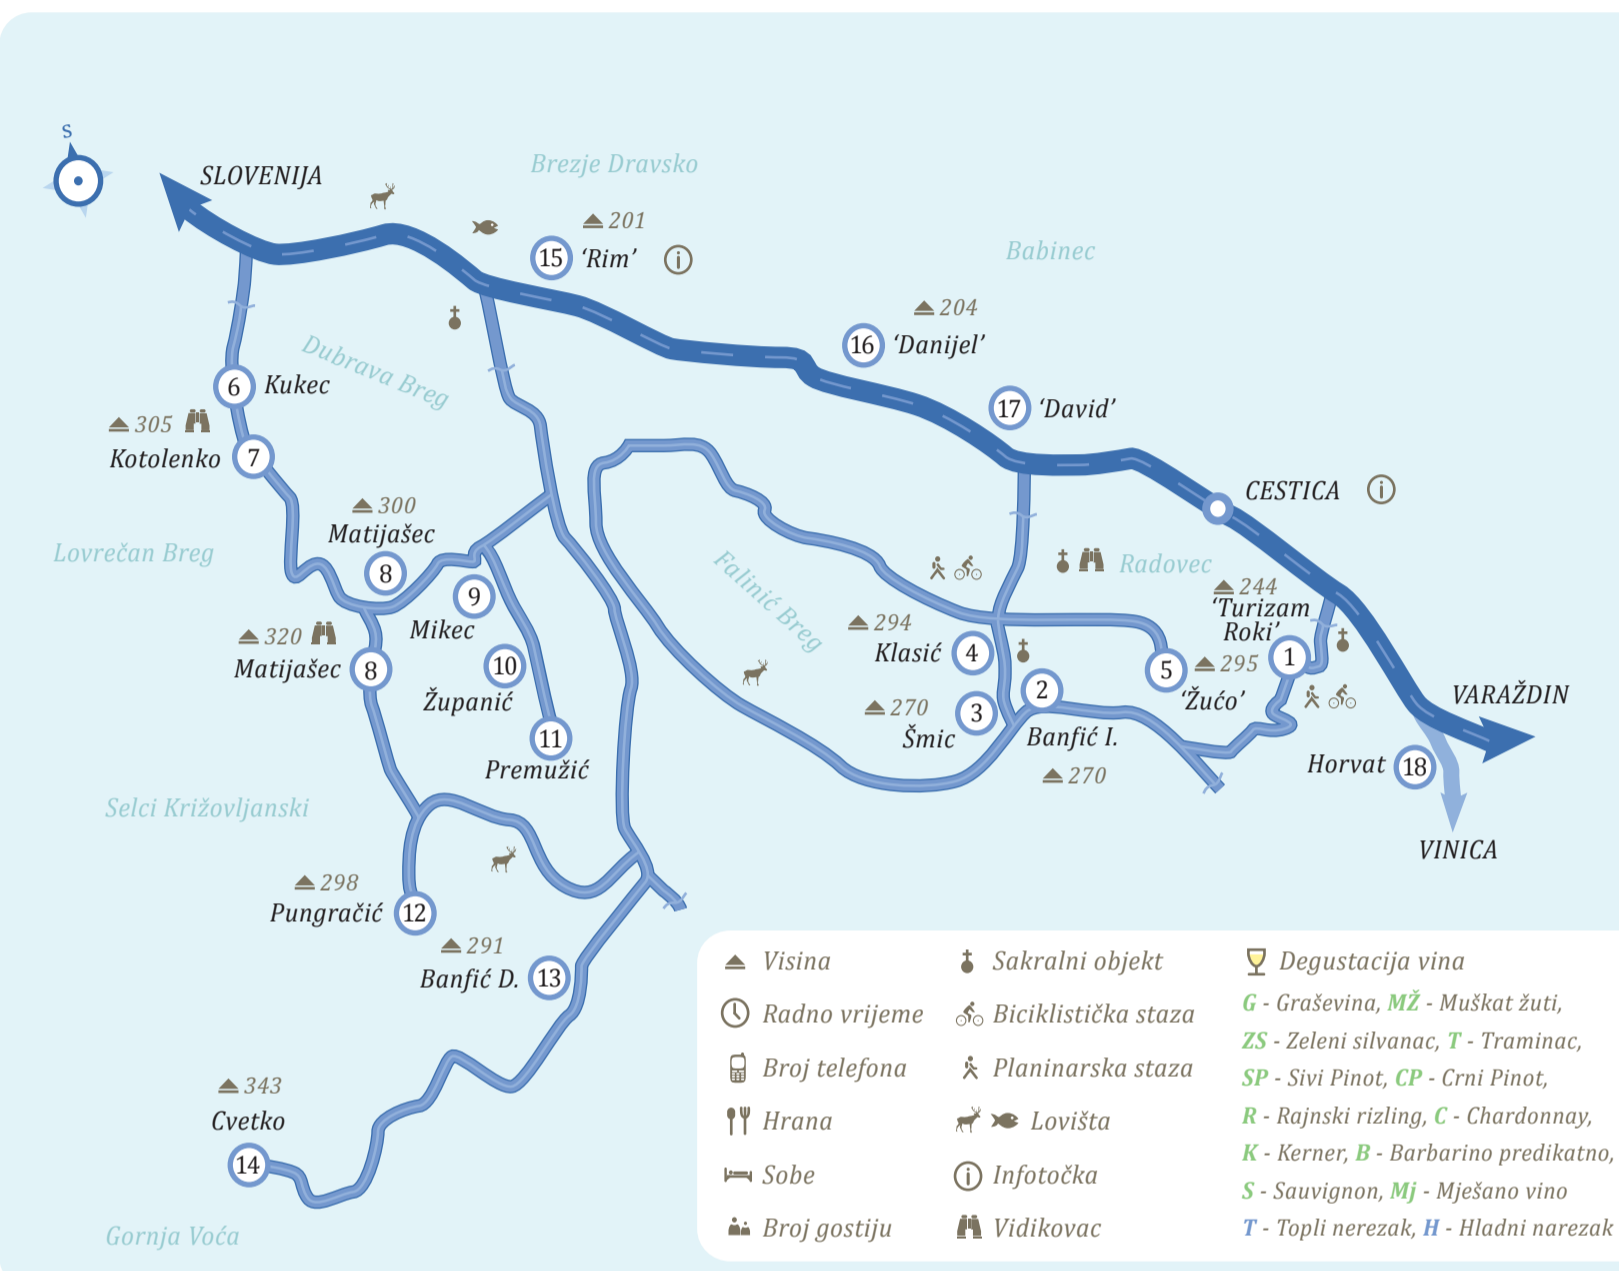 S
SLOVENIJA
Brezje Dravsko
201
15 ‘Rim’
Babinec
204
16 ‘Danijel’
Dubrava Breg
6 Kukec
17 ‘David’
305
Kotolenko 7
CESTICA
300
Matijašec
8
Lovrečan Breg
Falinić Breg
Radovec
244
‘Turizam
Roki’
1
9
Mikec
294
Klasić 4
320
Matijašec 8
10
Županić
5 295
‘Žućo’
2
Banfić I.
270
270
Šmic 3
VARAŽDIN
11
Premužić
Horvat 18
Selci Križovljanski
VINICA
298
Pungračić 12
291
Banfić D. 13
343
Cvetko
14
Gornja Voća
Visina
Radno vrijeme
Broj telefona
Hrana
Sobe
Broj gostiju
Sakralni objekt
Biciklistička staza
Planinarska staza
Lovišta
Infotočka
Vidikovac
Degustacija vina
G - Graševina, MŽ - Muškat žuti,
ZS - Zeleni silvanac, T - Traminac,
SP - Sivi Pinot, CP - Crni Pinot,
R - Rajnski rizling, C - Chardonnay,
K - Kerner, B - Barbarino predikatno,
S - Sauvignon, Mj - Mješano vino
T - Topli nerezak, H - Hladni narezak